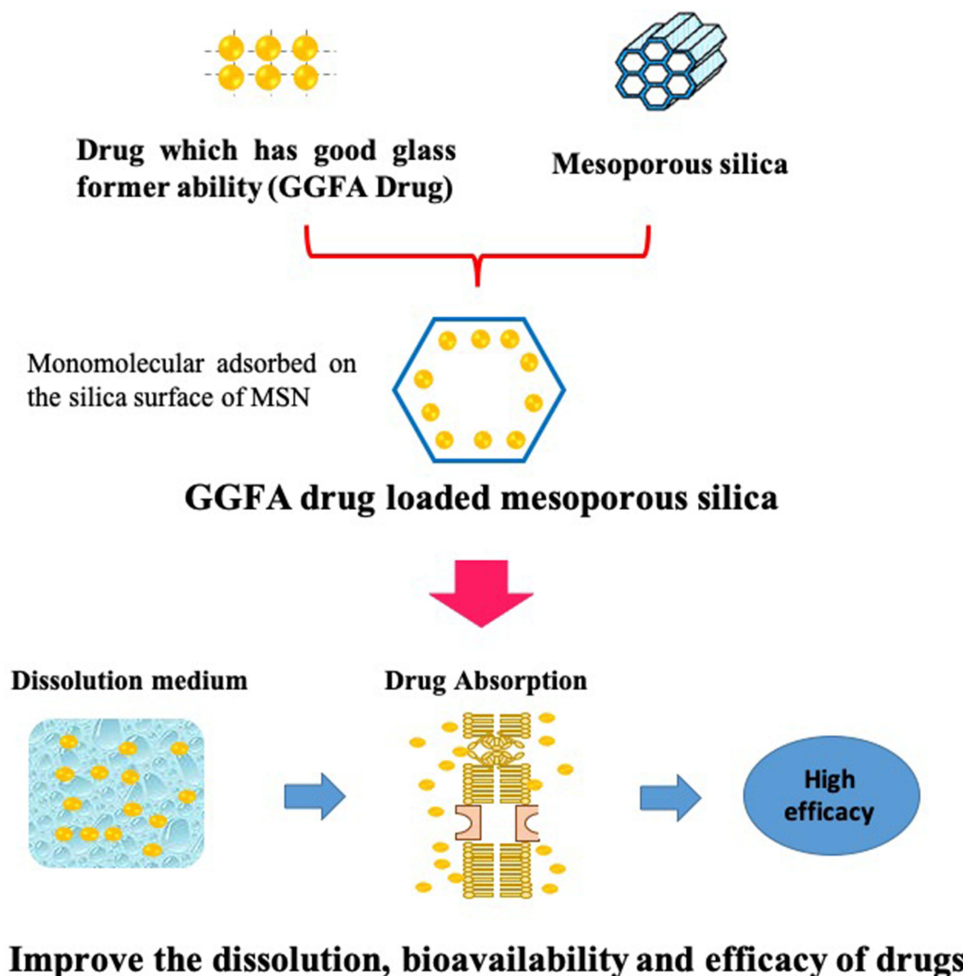 Drug which has good glass
former ability (GGFA Drug)
Mesoporous silica
Monomolecular adsorbed on
the silica surface of MSN
GGFA drug loaded mesoporous silica
Dissolution medium
Drug Absorption
High
efficacy
Improve the dissolution, bioavailability and efficacy of drugs